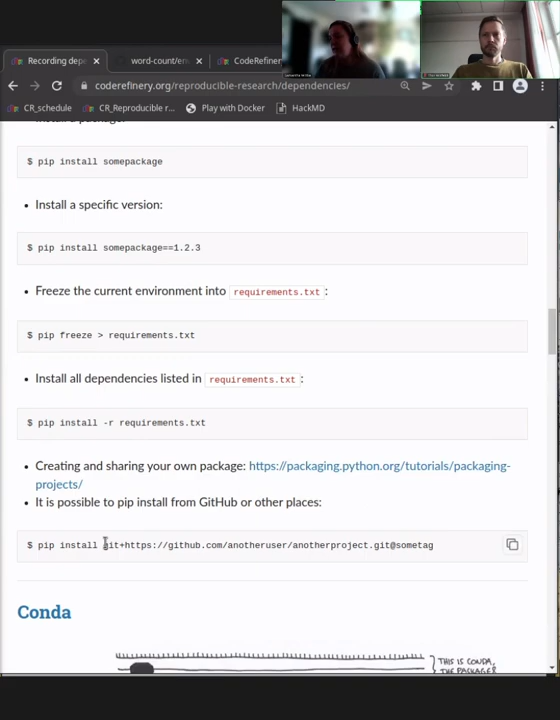 Recording depe
word-count/en
CodeRefiner
coderefinery.org/reproducible-research/dependencies/
CR_schedule
CR_Reproducible r...
Play with Docker
HackMD
$ pip install somepackage
Install a specific version:
$ pip install somepackage==1.2.3
Freeze the current environment into requirements.txt :
$ pip freeze > requirements.txt
Install all dependencies listed in requirements.txt :
$ pip install -r requirements.txt
Creating and sharing your own package: https://packaging.python.org/tutorials/packaging-
projects/
It is possible to pip install from GitHub or other places:
$ pip install git+https://github.com/anotheruser/anotherproject.git@sometag
Conda
THIS IS CONDA,
THE PACKAGE